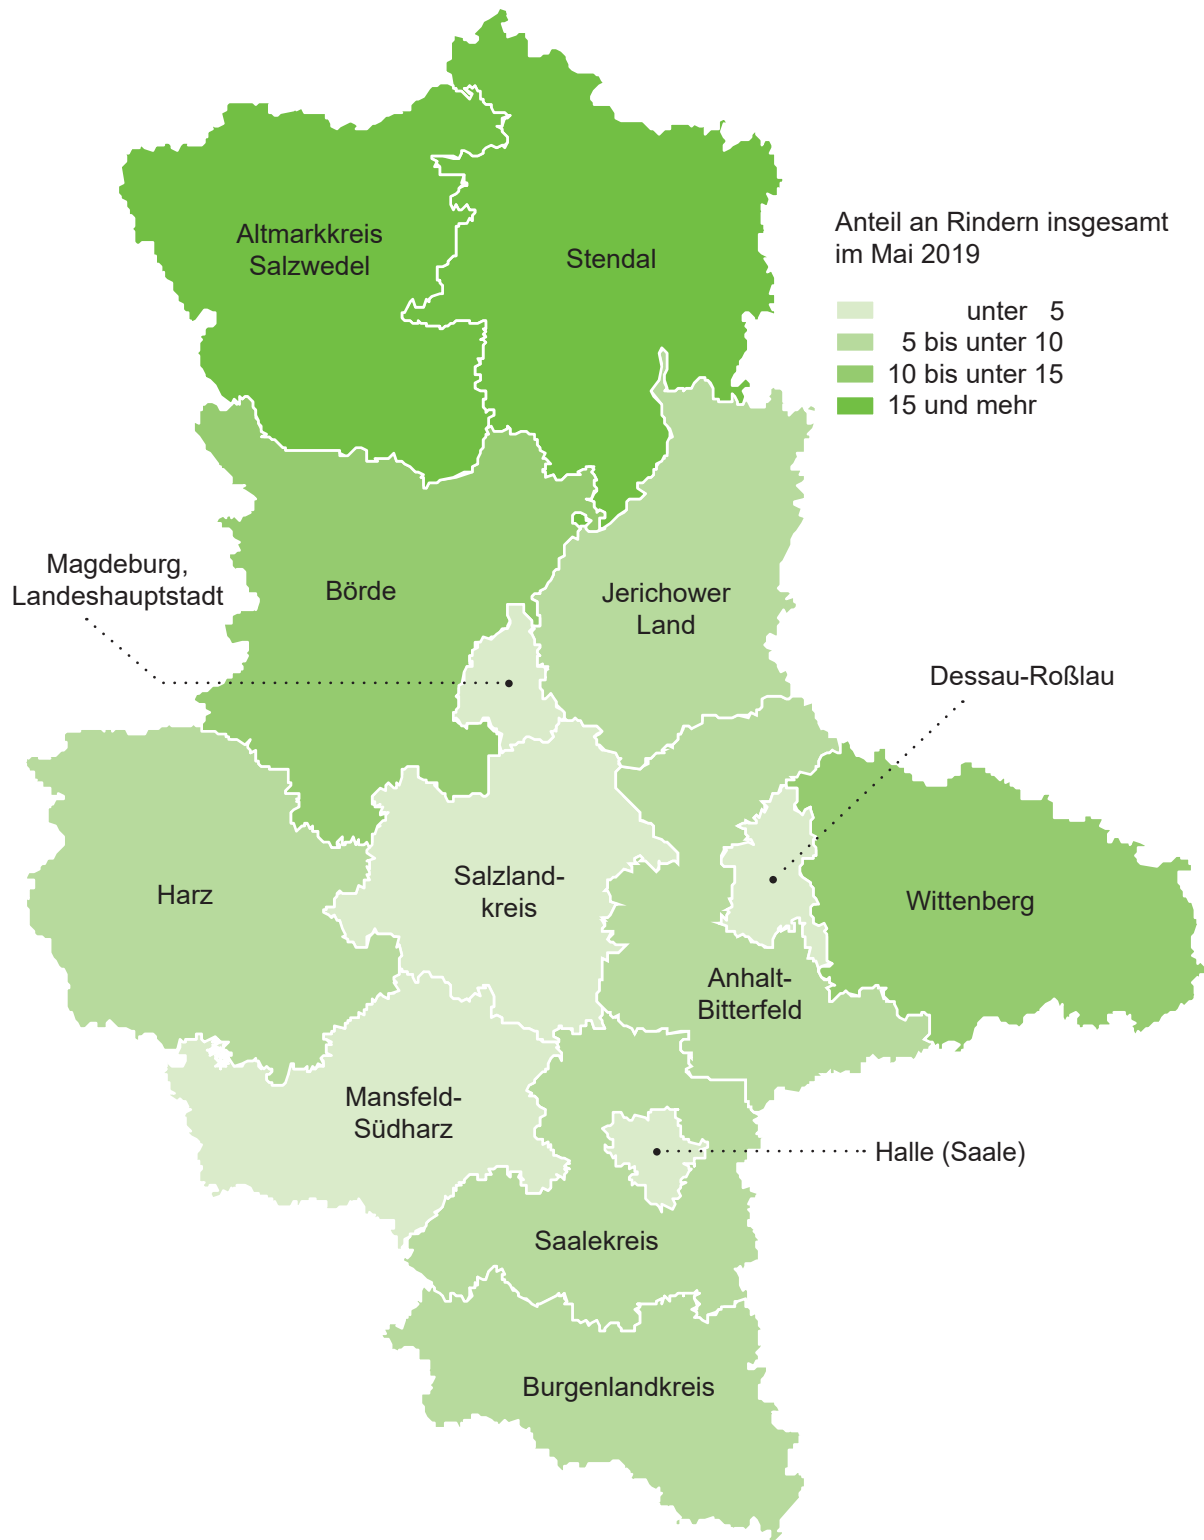 Altmarkkreis
Salzwedel
Stendal
Anteil an Rindern insgesamt
im Mai 2019
unter 5
5 bis unter 10
10 bis unter 15
15 und mehr
Magdeburg,
Landeshauptstadt
Börde
Jerichower
Land
Dessau-Roßlau
Harz
Salzland-
kreis
Wittenberg
Anhalt-
Bitterfeld
Mansfeld-
Südharz
Halle (Saale)
Saalekreis
Burgenlandkreis